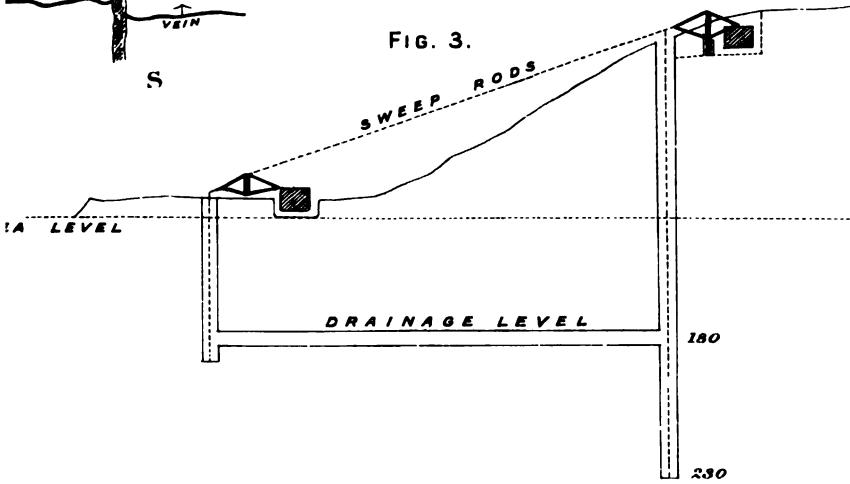 VEIN
FIG. 3.
S
SWEEP RODS
LEVEL
DRAINAGE LEVEL
180
230